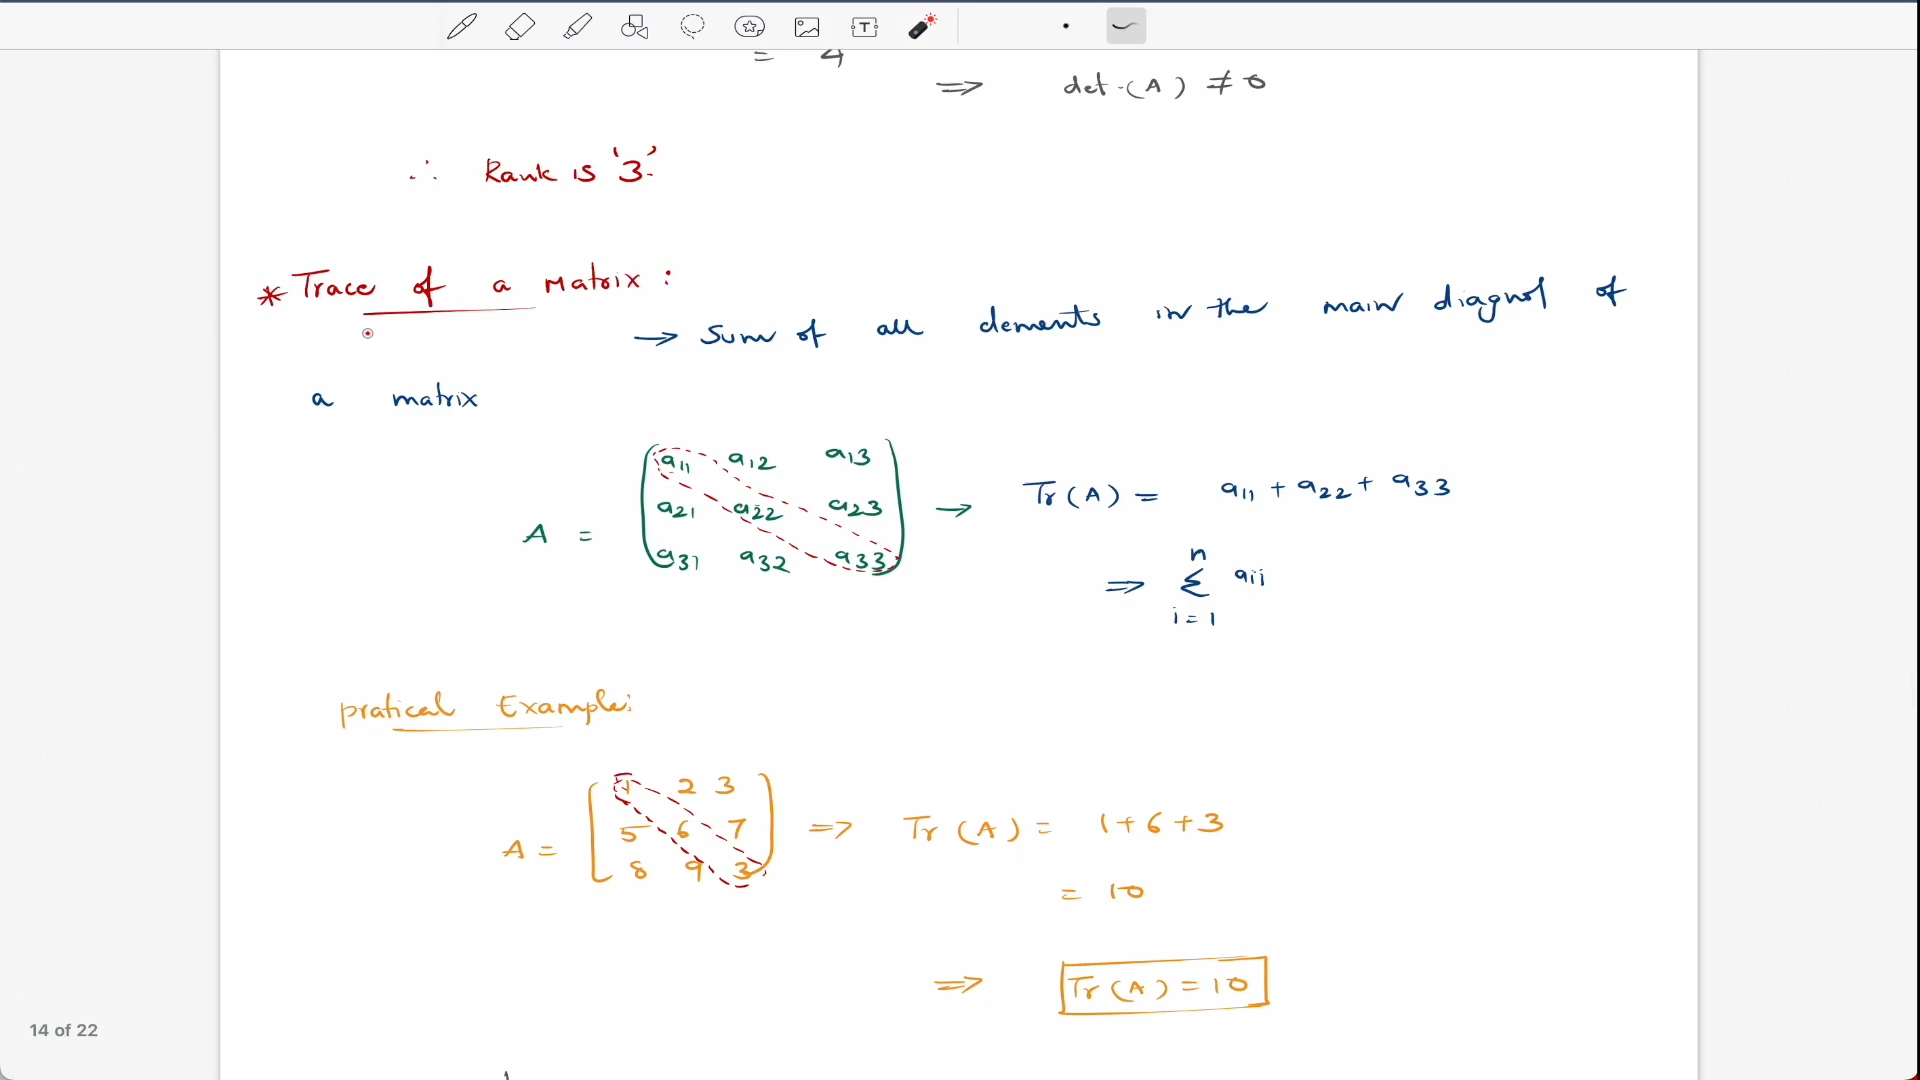 = 4
⇒ det.(A) ≠ 0
∴ Rank is '3'.
* Trace of a Matrix :
→ Sum of all elements in the main diagnol of
a matrix
A = [a11 a12 a13
a21 a22 a23
a31 a32 a33] → Tr(A) = a11 + a22 + a33
⇒ n Σ i=1 aii
pratical Example:
A = [1 2 3
5 6 7
8 9 3] ⇒ Tr(A) = 1+6+3
= 10
⇒ Tr(A) = 10
14 of 22